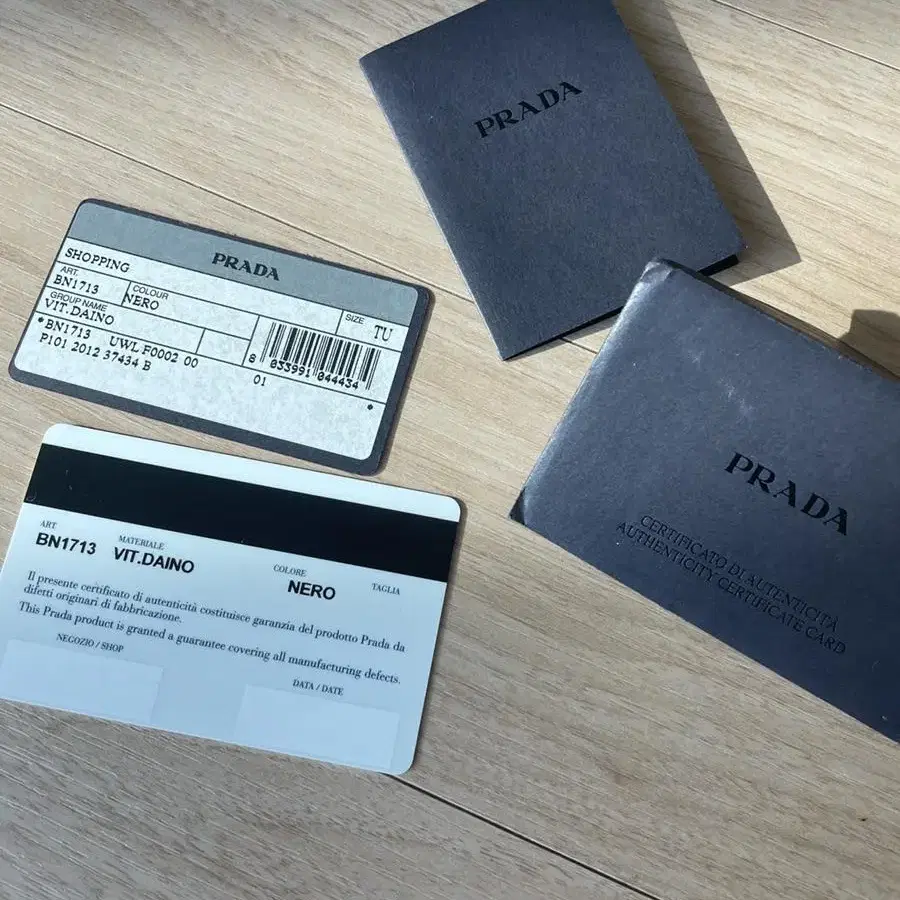 PRADA
PRADA
SHOPPING
ART.
BN1713
COLOUR
NERO
SIZE
TU
GROUP NAME
VIT.DAINO
BN1713 UWL F0002 00
P101 2012 37434 B
8 033991 044434
01
PRADA
CERTIFICATO DI AUTENTICITÀ
AUTHENTICITY CERTIFICATE CARD
ART
BN1713
MATERIALE
VIT.DAINO
COLORE
NERO
TAGLIA
Il presente certificato di autenticità costituisce garanzia del prodotto Prada da
difetti originari di fabbricazione.
This Prada product is granted a guarantee covering all manufacturing defects.
NEGOZIO / SHOP
DATA / DATE